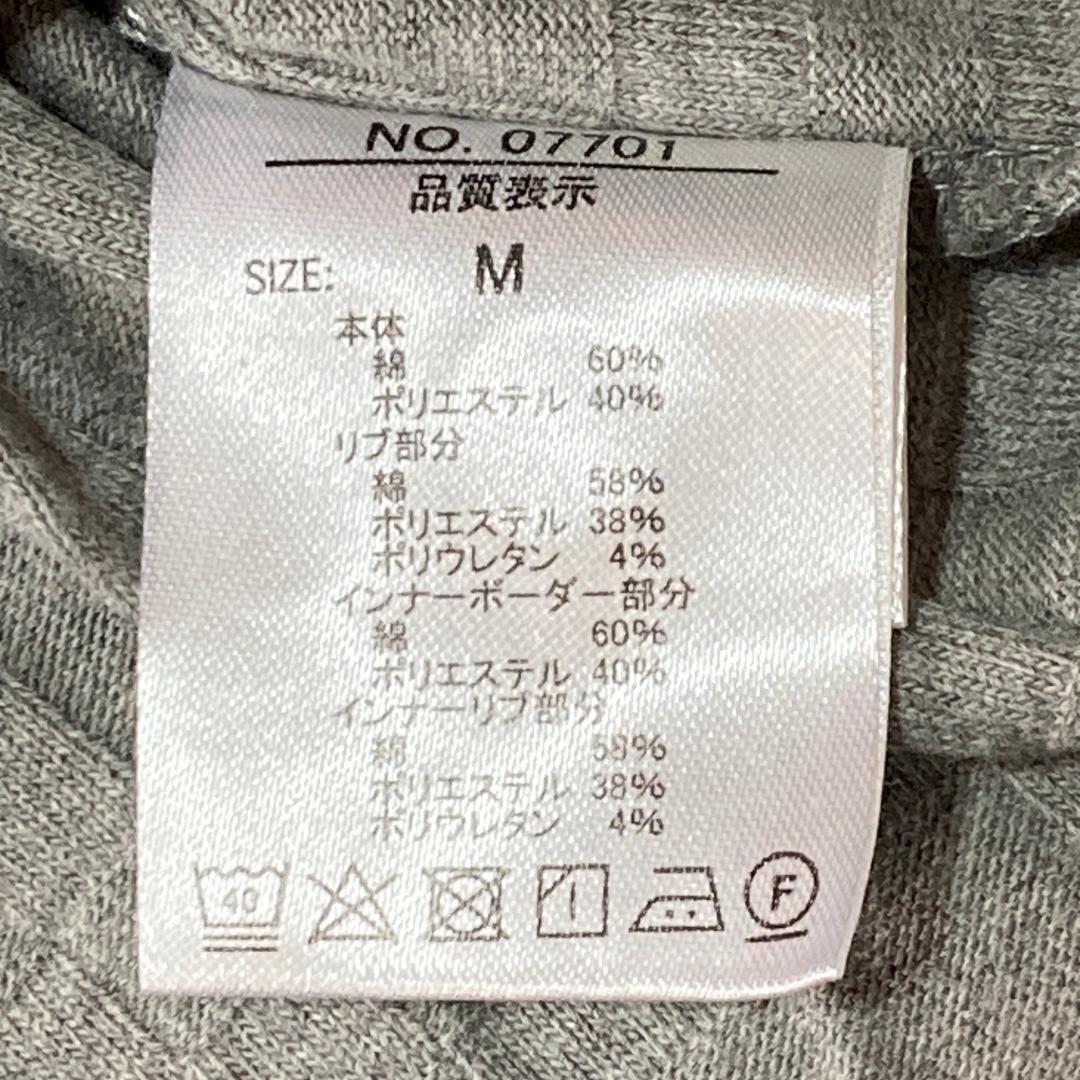 NO. 07701
品質表示
SIZE: M
本体
綿 60%
ポリエステル 40%
リブ部分
綿 58%
ポリエステル 38%
ポリウレタン 4%
インナーボーダー部分
綿 60%
ポリエステル 40%
インナーリブ部分
綿 58%
ポリエステル 38%
ポリウレタン 4%
40 F